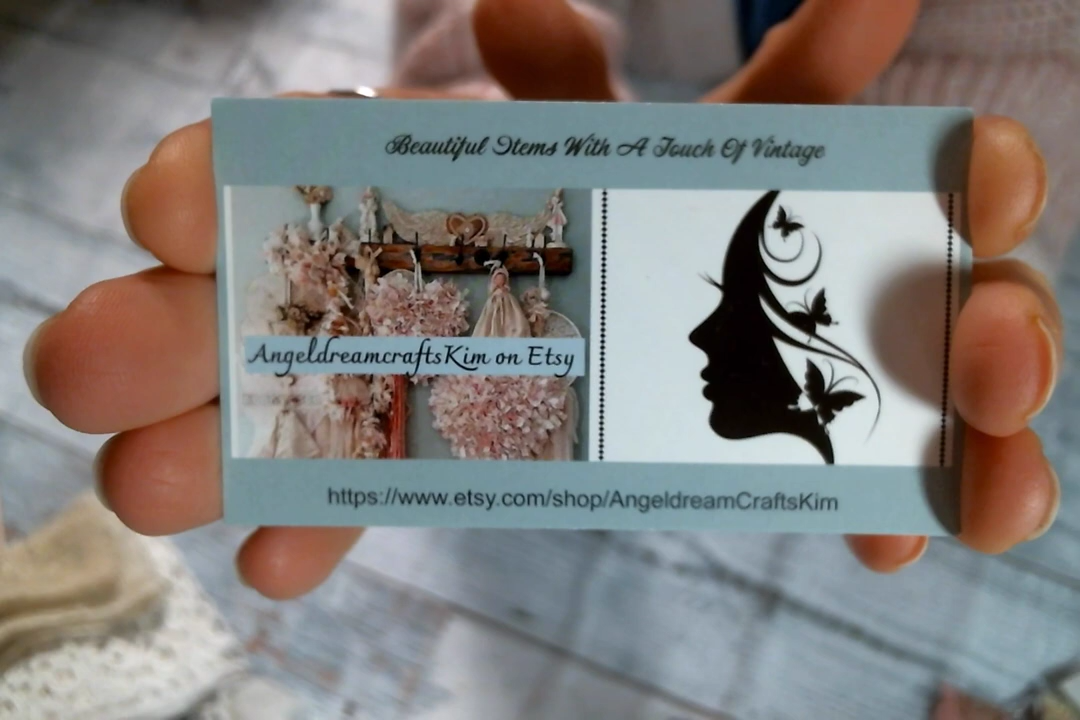 Beautiful Items With A Touch Of Vintage
AngeldreamcraftsKim on Etsy
https://www.etsy.com/shop/AngeldreamCraftsKim